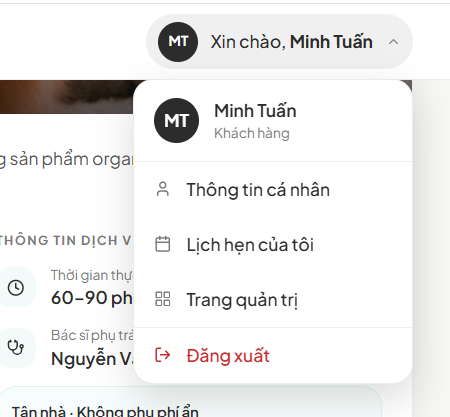 MT Xin chào, Minh Tuấn
MT Minh Tuấn
Khách hàng
g sản phẩm orga
Thông tin cá nhân
THÔNG TIN DỊCH V
Lịch hẹn của tôi
Thời gian thự
60–90 ph
Trang quản trị
Bác sĩ phụ trá
Nguyễn V
Đăng xuất
Tận nhà · Không phụ phí ẩn